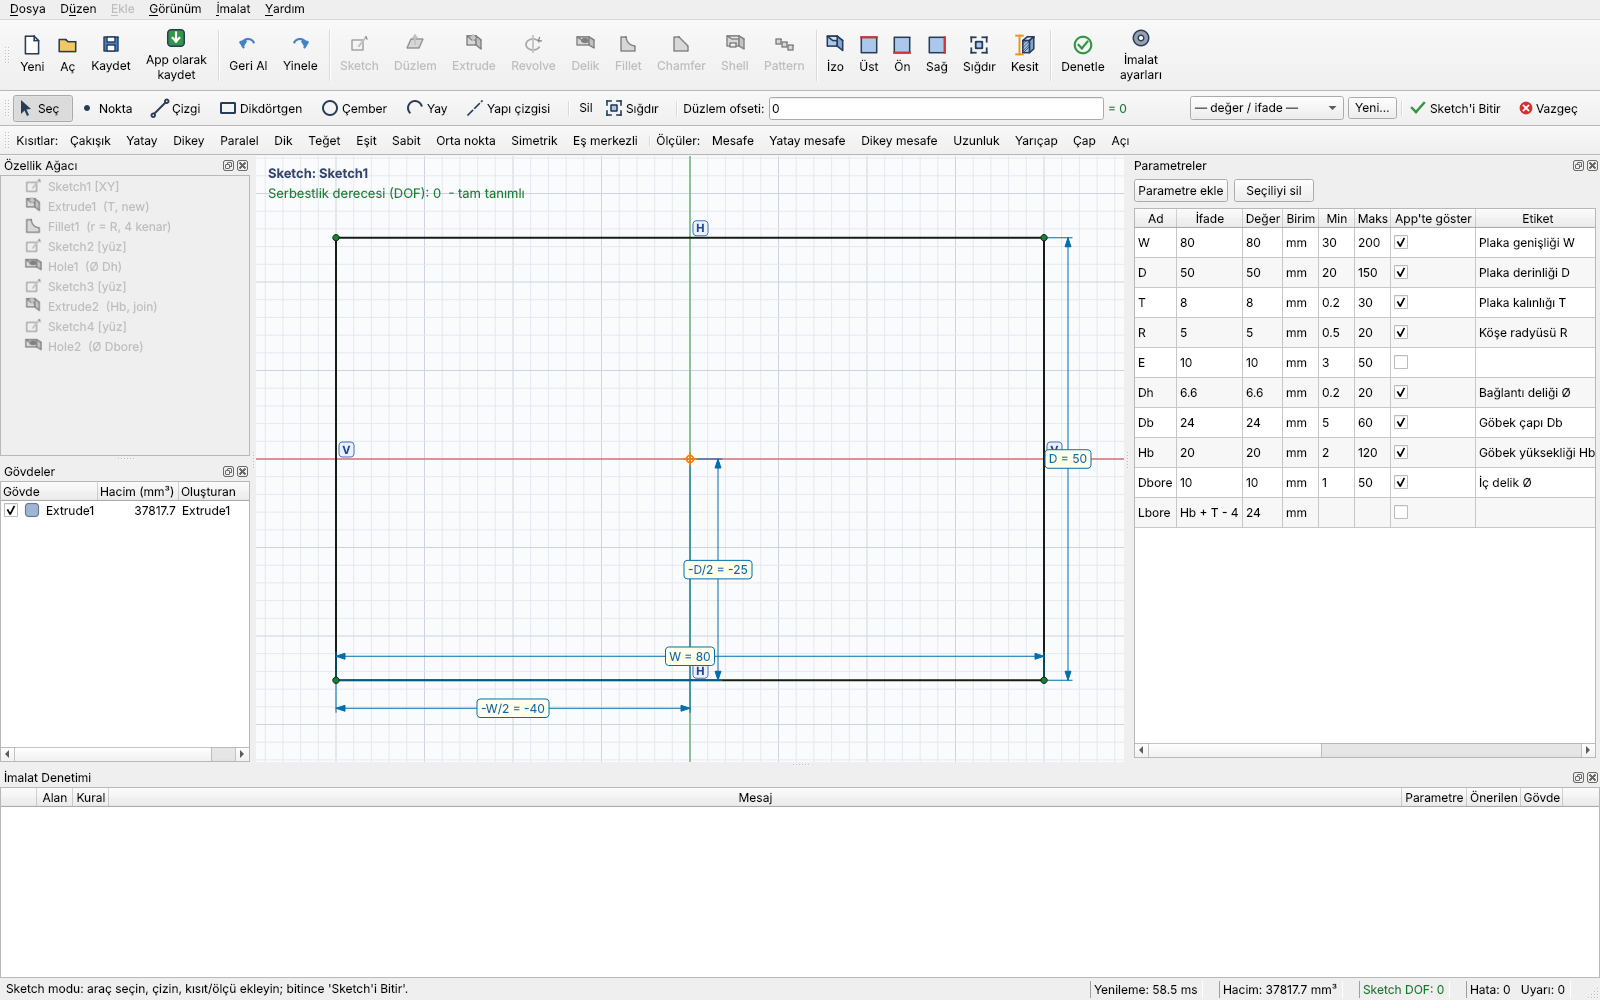 Dosya Düzen Ekle Görünüm İmalat Yardım
Yeni Aç Kaydet App olarak kaydet Geri Al Yinele Sketch Düzlem Extrude Revolve Delik Fillet Chamfer Shell Pattern İzo Üst Ön Sağ Sığdır Kesit Denetle İmalat ayarları
Seç Nokta Çizgi Dikdörtgen Çember Yay Yapı çizgisi Sil Sığdır Düzlem ofseti: 0 = 0 — değer / ifade — Yeni... Sketch'i Bitir Vazgeç
Kısıtlar: Çakışık Yatay Dikey Paralel Dik Teğet Eşit Sabit Orta nokta Simetrik Eş merkezli Ölçüler: Mesafe Yatay mesafe Dikey mesafe Uzunluk Yarıçap Çap Açı
Özellik Ağacı
Sketch1 [XY]
Extrude1 (T, new)
Fillet1 (r = R, 4 kenar)
Sketch2 [yüz]
Hole1 (Ø Dh)
Sketch3 [yüz]
Extrude2 (Hb, join)
Sketch4 [yüz]
Hole2 (Ø Dbore)
Gövdeler
Gövde Hacim (mm³) Oluşturan
Extrude1 37817.7 Extrude1
Sketch: Sketch1
Serbestlik derecesi (DOF): 0 - tam tanımlı
H
V
V
D = 50
-D/2 = -25
W = 80
H
-W/2 = -40
Parametreler
Parametre ekle Seçiliyi sil
Ad İfade Değer Birim Min Maks App'te göster Etiket
W 80 80 mm 30 200 Plaka genişliği W
D 50 50 mm 20 150 Plaka derinliği D
T 8 8 mm 0.2 30 Plaka kalınlığı T
R 5 5 mm 0.5 20 Köşe radyüsü R
E 10 10 mm 3 50
Dh 6.6 6.6 mm 0.2 20 Bağlantı deliği Ø
Db 24 24 mm 5 60 Göbek çapı Db
Hb 20 20 mm 2 120 Göbek yüksekliği Hb
Dbore 10 10 mm 1 50 İç delik Ø
Lbore Hb + T - 4 24 mm
İmalat Denetimi
Alan Kural Mesaj Parametre Önerilen Gövde
Sketch modu: araç seçin, çizin, kısıt/ölçü ekleyin; bitince 'Sketch'i Bitir'.
Yenileme: 58.5 ms Hacim: 37817.7 mm³ Sketch DOF: 0 Hata: 0 Uyarı: 0